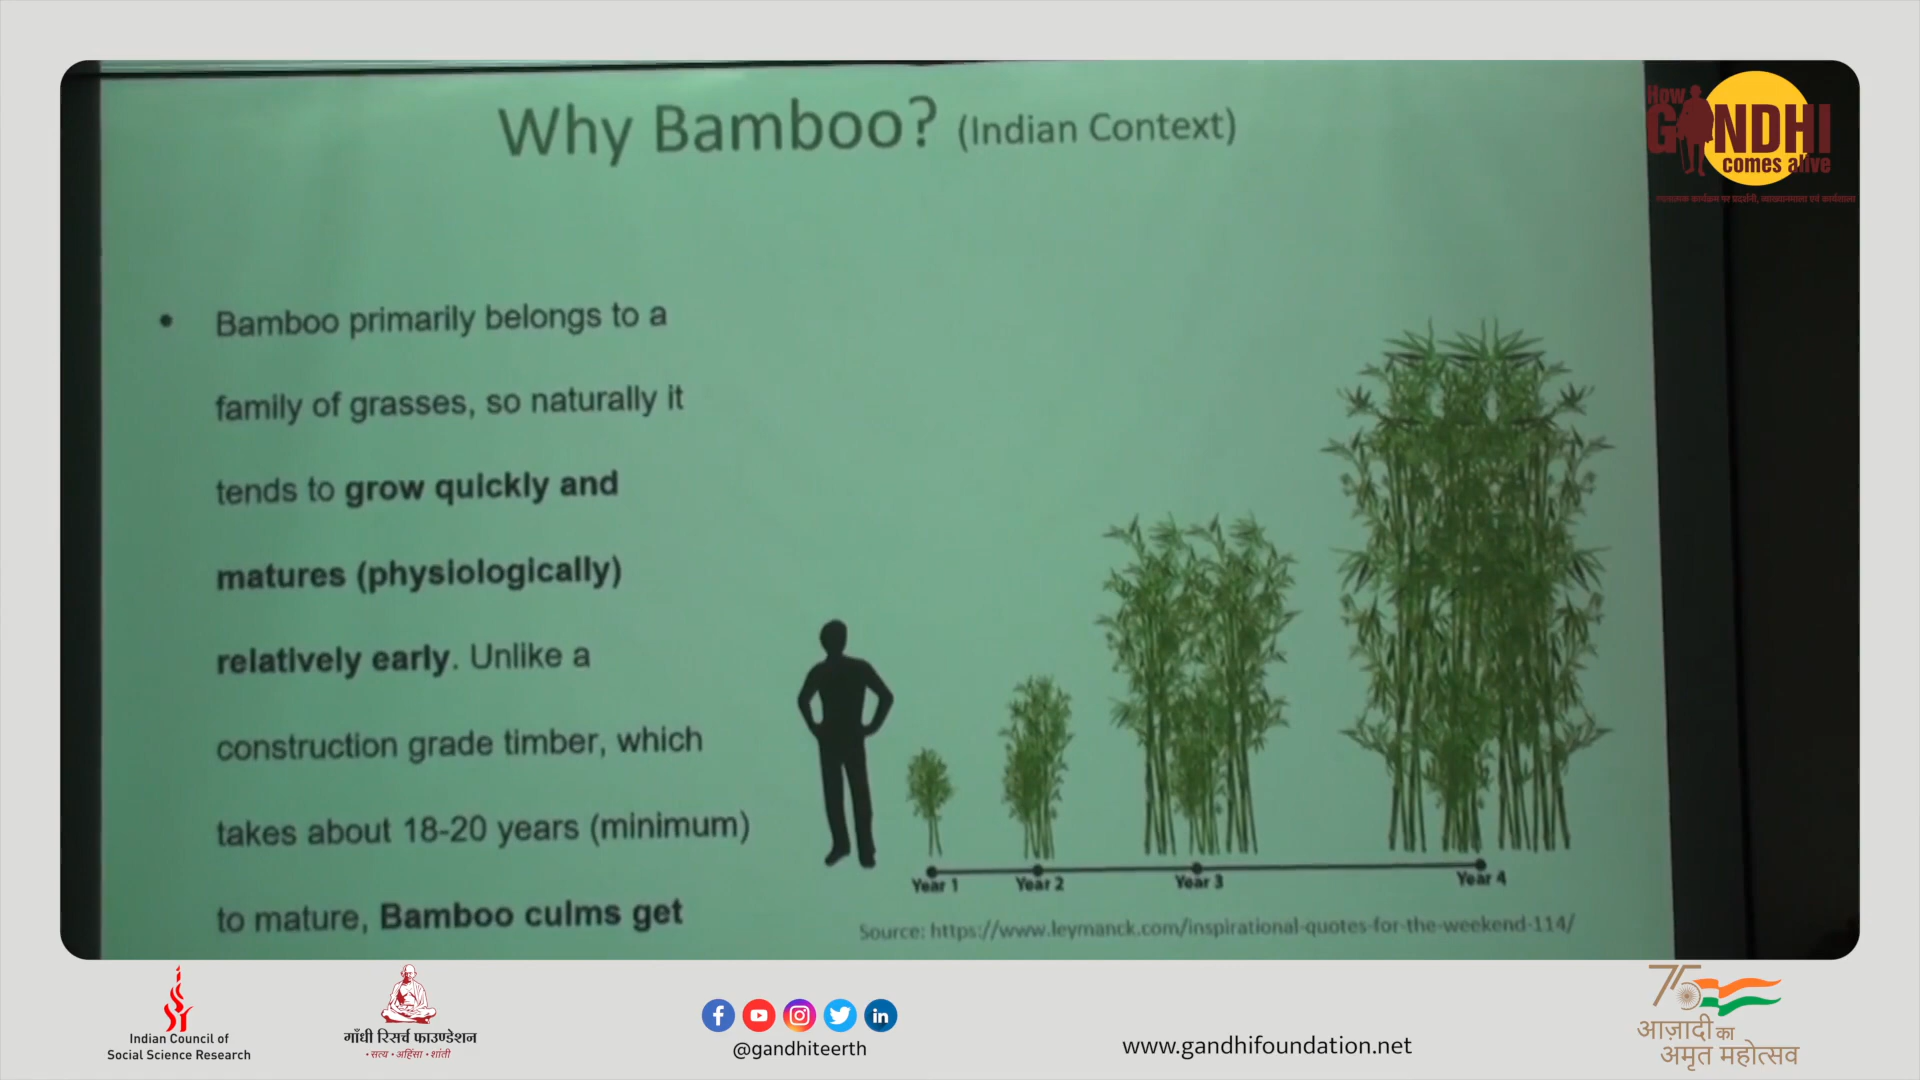 Why Bamboo? (Indian Context)
How
GANDHI
comes alive
• Bamboo primarily belongs to a
family of grasses, so naturally it
tends to grow quickly and
matures (physiologically)
relatively early. Unlike a
construction grade timber, which
takes about 18-20 years (minimum)
to mature, Bamboo culms get
Year 1
Year 2
Year 3
Year 4
Source: https://www.leymanck.com/inspirational-quotes-for-the-weekend-114/
Indian Council of
Social Science Research
गाँधी रिसर्च फाउण्डेशन
• सत्य • अहिंसा • शांती
@gandhiteerth
www.gandhifoundation.net
75
आज़ादी का
अमृत महोत्सव